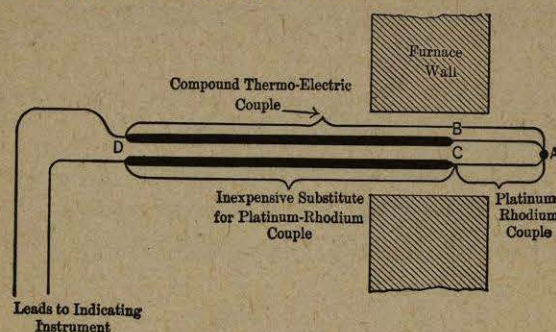 Furnace
Wall
Compound Thermo-Electric
Couple
B
D
C
A
Inexpensive Substitute
for Platinum-Rhodium
Couple
Platinum
Rhodium
Couple
Leads to Indicating
Instrument